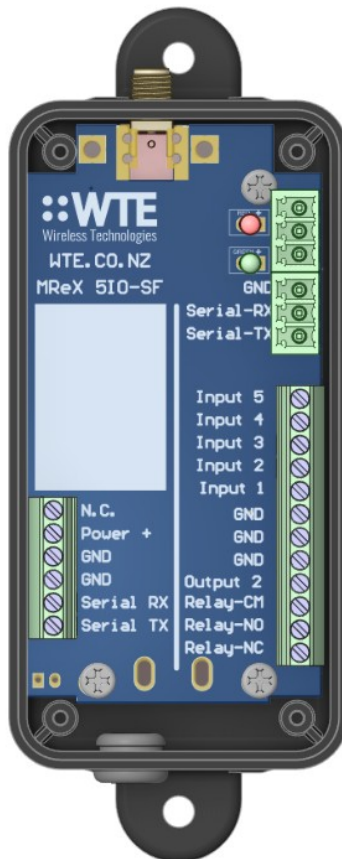 ::WTE
Wireless Technologies
WTE.CO.NZ
MReX 5IO-SF
GND
Serial-RX
Serial-TX
Input 5
Input 4
Input 3
Input 2
Input 1
GND
GND
GND
Output 2
Relay-CM
Relay-NO
Relay-NC
N.C.
Power +
GND
GND
Serial RX
Serial TX